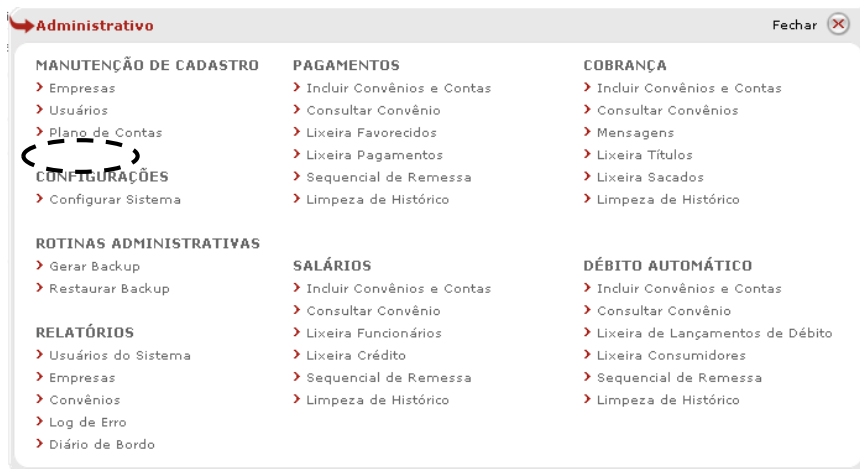 Administrativo
Fechar
MANUTENÇÃO DE CADASTRO
Empresas
Usuários
Plano de Contas
CONFIGURAÇÕES
Configurar Sistema
ROTINAS ADMINISTRATIVAS
Gerar Backup
Restaurar Backup
RELATÓRIOS
Usuários do Sistema
Empresas
Convênios
Log de Erro
Diário de Bordo
PAGAMENTOS
Incluir Convênios e Contas
Consultar Convênio
Lixeira Favorecidos
Lixeira Pagamentos
Sequencial de Remessa
Limpeza de Histórico
SALÁRIOS
Incluir Convênios e Contas
Consultar Convênio
Lixeira Funcionários
Lixeira Crédito
Sequencial de Remessa
Limpeza de Histórico
COBRANÇA
Incluir Convênios e Contas
Consultar Convênios
Mensagens
Lixeira Títulos
Lixeira Sacados
Limpeza de Histórico
DÉBITO AUTOMÁTICO
Incluir Convênios e Contas
Consultar Convênio
Lixeira de Lançamentos de Débito
Lixeira Consumidores
Sequencial de Remessa
Limpeza de Histórico